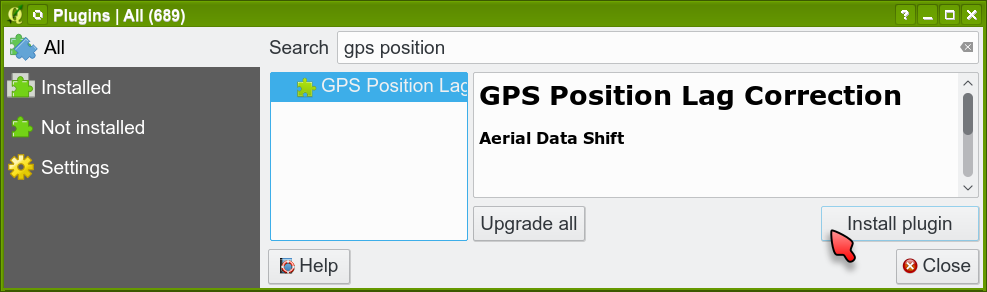 Plugins | All (689)
All
Installed
Not installed
Settings
Search
gps position
GPS Position Lag
GPS Position Lag Correction
Aerial Data Shift
Upgrade all
Install plugin
Help
Close